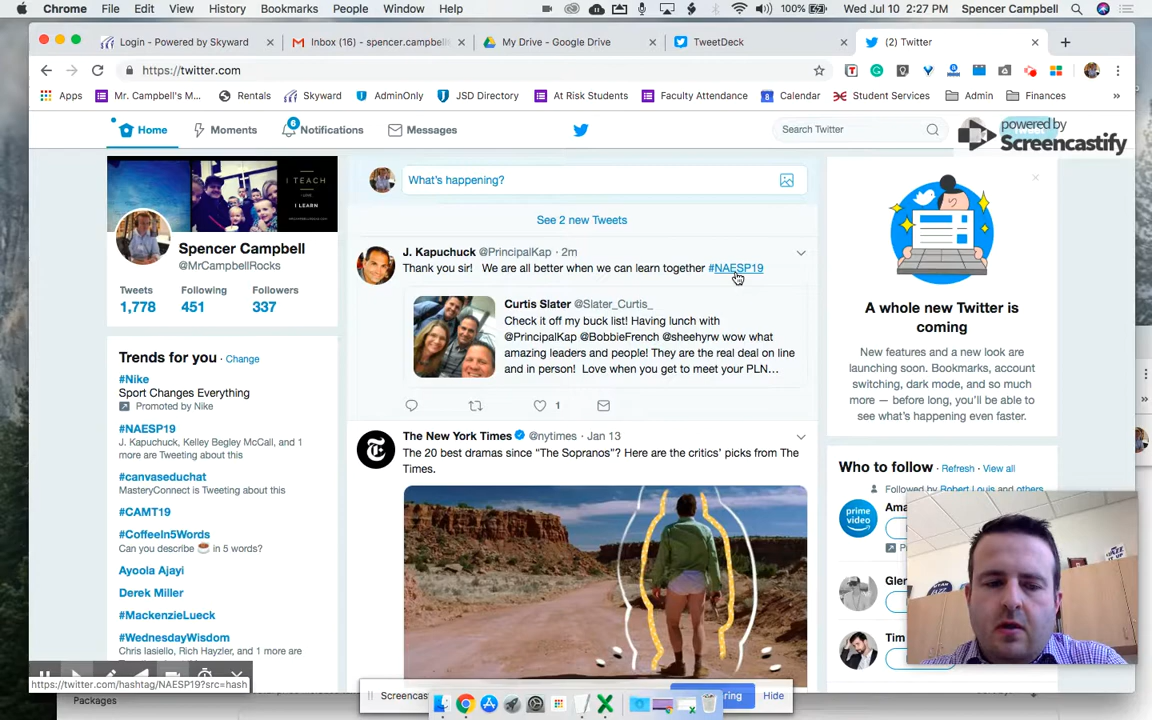 Chrome File Edit View History Bookmarks People Window Help 100% Wed Jul 10 2:27 PM Spencer Campbell
Login - Powered by Skyward Inbox (16) - spencer.campbell My Drive - Google Drive TweetDeck (2) Twitter
https://twitter.com
Apps Mr. Campbell's M... Rentals Skyward AdminOnly JSD Directory At Risk Students Faculty Attendance Calendar Student Services Admin Finances »
Home Moments 6 Notifications Messages Search Twitter
powered by
Screencastify
I TEACH
I LEARN
Spencer Campbell
@MrCampbellRocks
Tweets Following Followers
1,778 451 337
Trends for you · Change
#Nike
Sport Changes Everything
Promoted by Nike
#NAESP19
J. Kapuchuck, Kelley Begley McCall, and 1
more are Tweeting about this
#canvaseduchat
MasteryConnect is Tweeting about this
#CAMT19
#CoffeeIn5Words
Can you describe ☕ in 5 words?
Ayoola Ajayi
Derek Miller
#MackenzieLueck
#WednesdayWisdom
Chris Iasiello, Rich Hayzler, and 1 more are
https://twitter.com/hashtag/NAESP19?src=hash
Packages
What's happening?
See 2 new Tweets
J. Kapuchuck @PrincipalKap · 2m
Thank you sir! We are all better when we can learn together #NAESP19
Curtis Slater @Slater_Curtis_
Check it off my buck list! Having lunch with
@PrincipalKap @BobbieFrench @sheehyrw wow what
amazing leaders and people! They are the real deal on line
and in person! Love when you get to meet your PLN...
1
The New York Times @nytimes · Jan 13
The 20 best dramas since "The Sopranos"? Here are the critics' picks from The
Times.
A whole new Twitter is
coming
New features and a new look are
launching soon. Bookmarks, account
switching, dark mode, and so much
more — before long, you'll be able to
see what's happening even faster.
Who to follow · Refresh · View all
Followed by Robert Louis and others
prime
video
Ama
Glen
Tim
Screencas
ring Hide